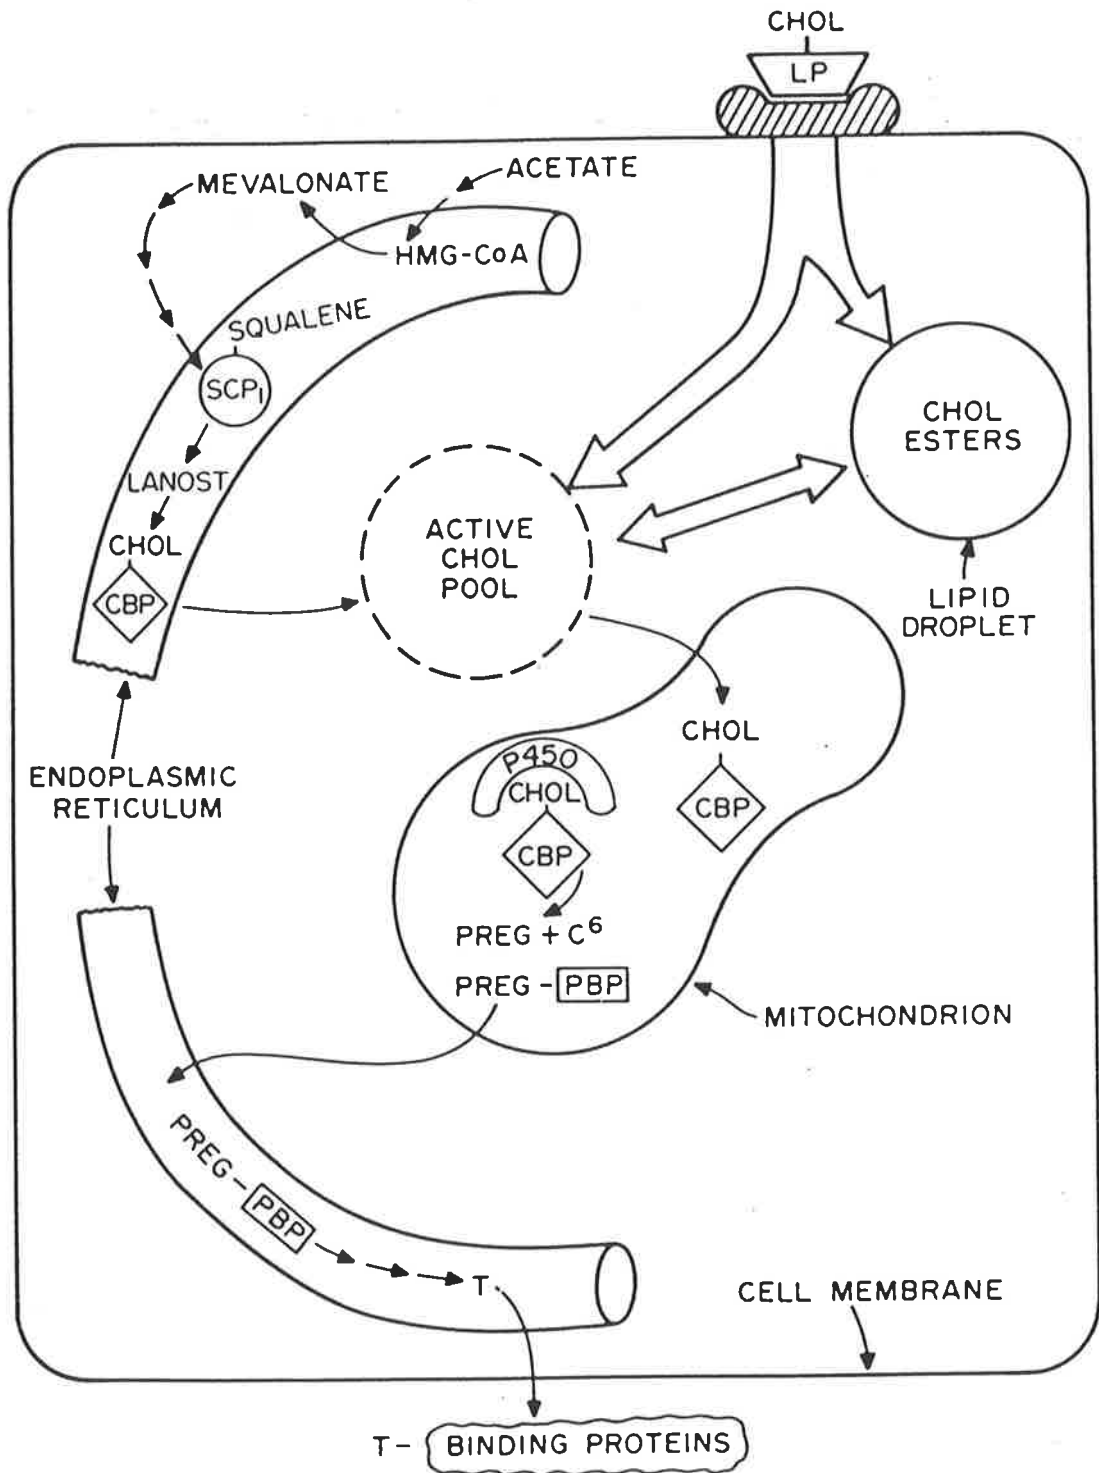 CHOL
LP
ACETATE
MEVALONATE
HMG-CoA
SQUALENE
SCP1
LANOST
CHOL
CBP
ACTIVE
CHOL
POOL
CHOL
ESTERS
LIPID
DROPLET
ENDOPLASMIC
RETICULUM
CHOL
CBP
P450
CHOL
CBP
PREG + C6
PREG - PBP
MITOCHONDRION
PREG - PBP
T
CELL MEMBRANE
T- BINDING PROTEINS